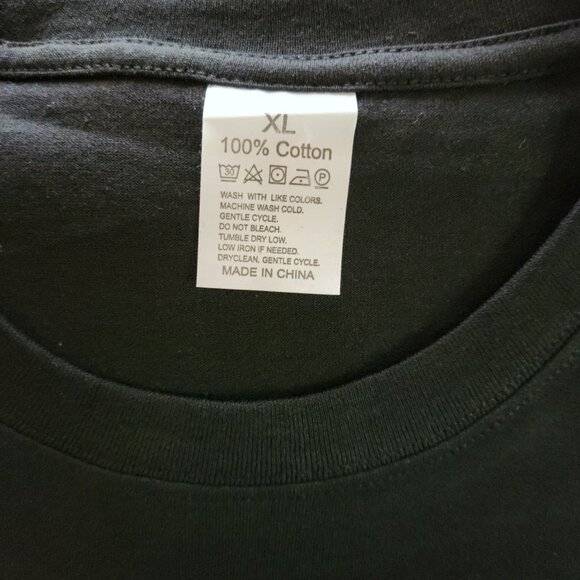 XL
100% Cotton
30 P
WASH WITH LIKE COLORS.
MACHINE WASH COLD.
GENTLE CYCLE.
DO NOT BLEACH.
TUMBLE DRY LOW.
LOW IRON IF NEEDED.
DRYCLEAN, GENTLE CYCLE.
MADE IN CHINA